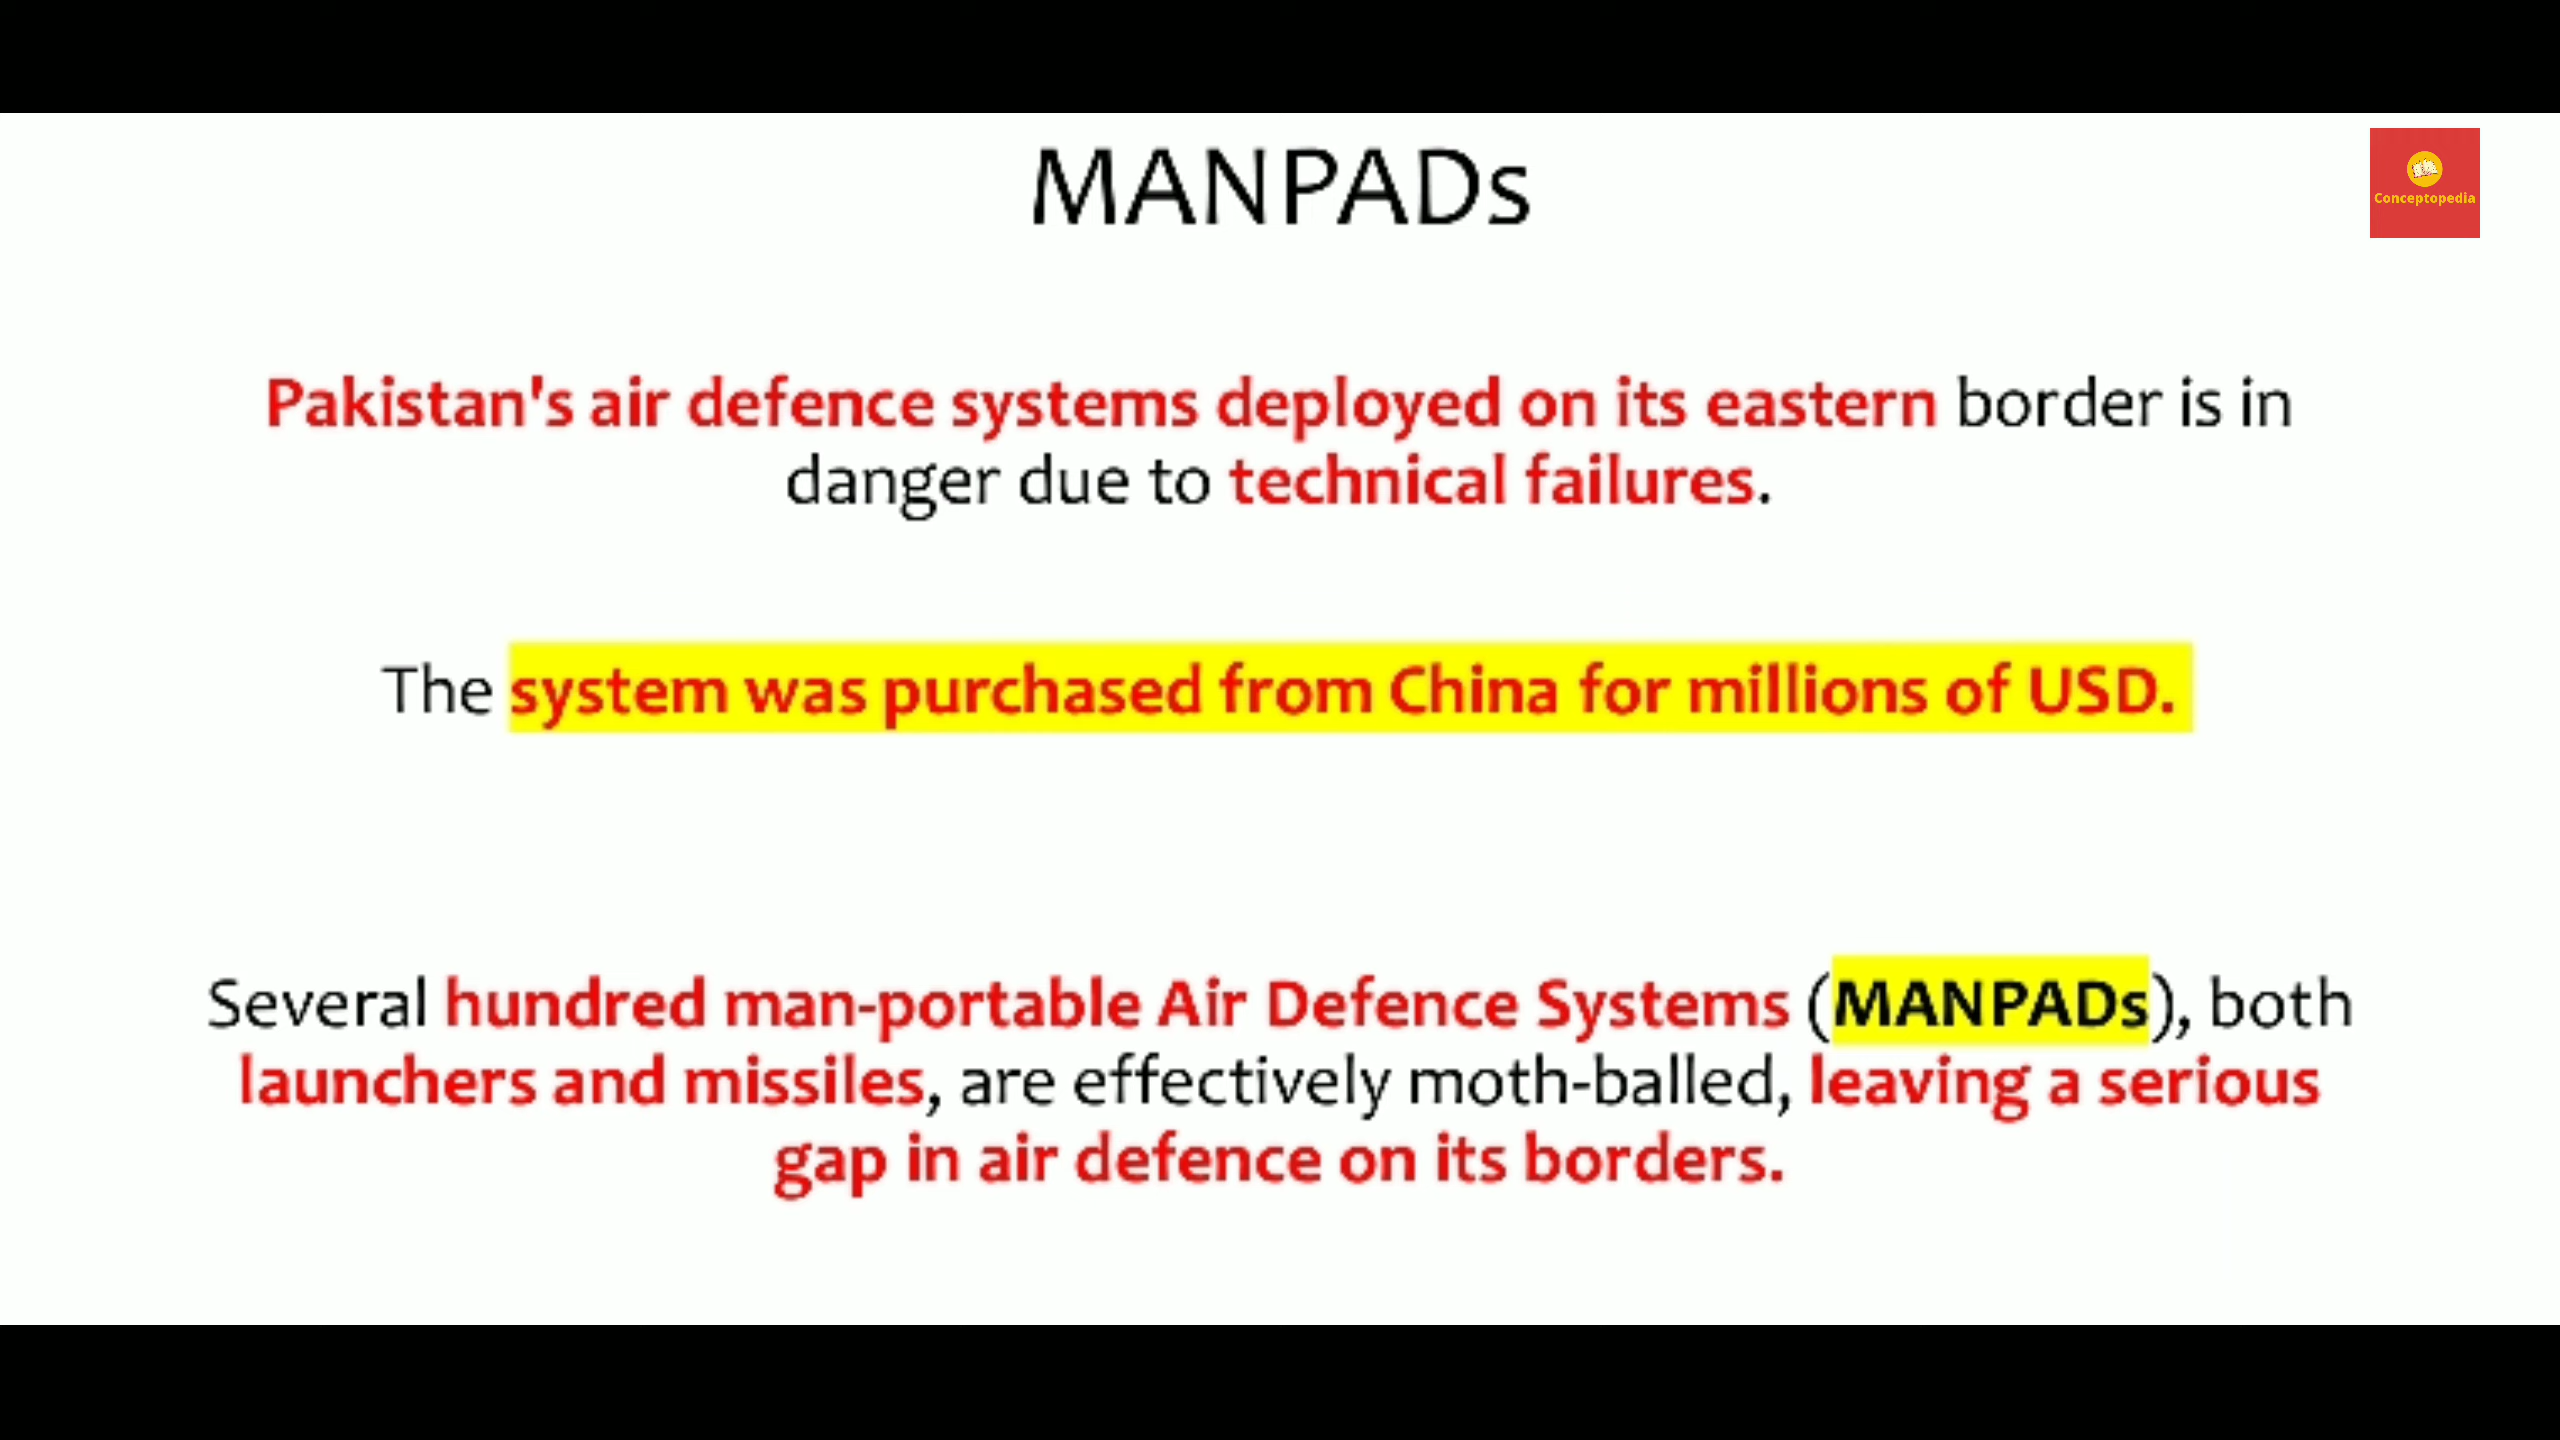 MANPADs
Conceptopedia
Pakistan's air defence systems deployed on its eastern border is in
danger due to technical failures.
The system was purchased from China for millions of USD.
Several hundred man-portable Air Defence Systems (MANPADs), both
launchers and missiles, are effectively moth-balled, leaving a serious
gap in air defence on its borders.